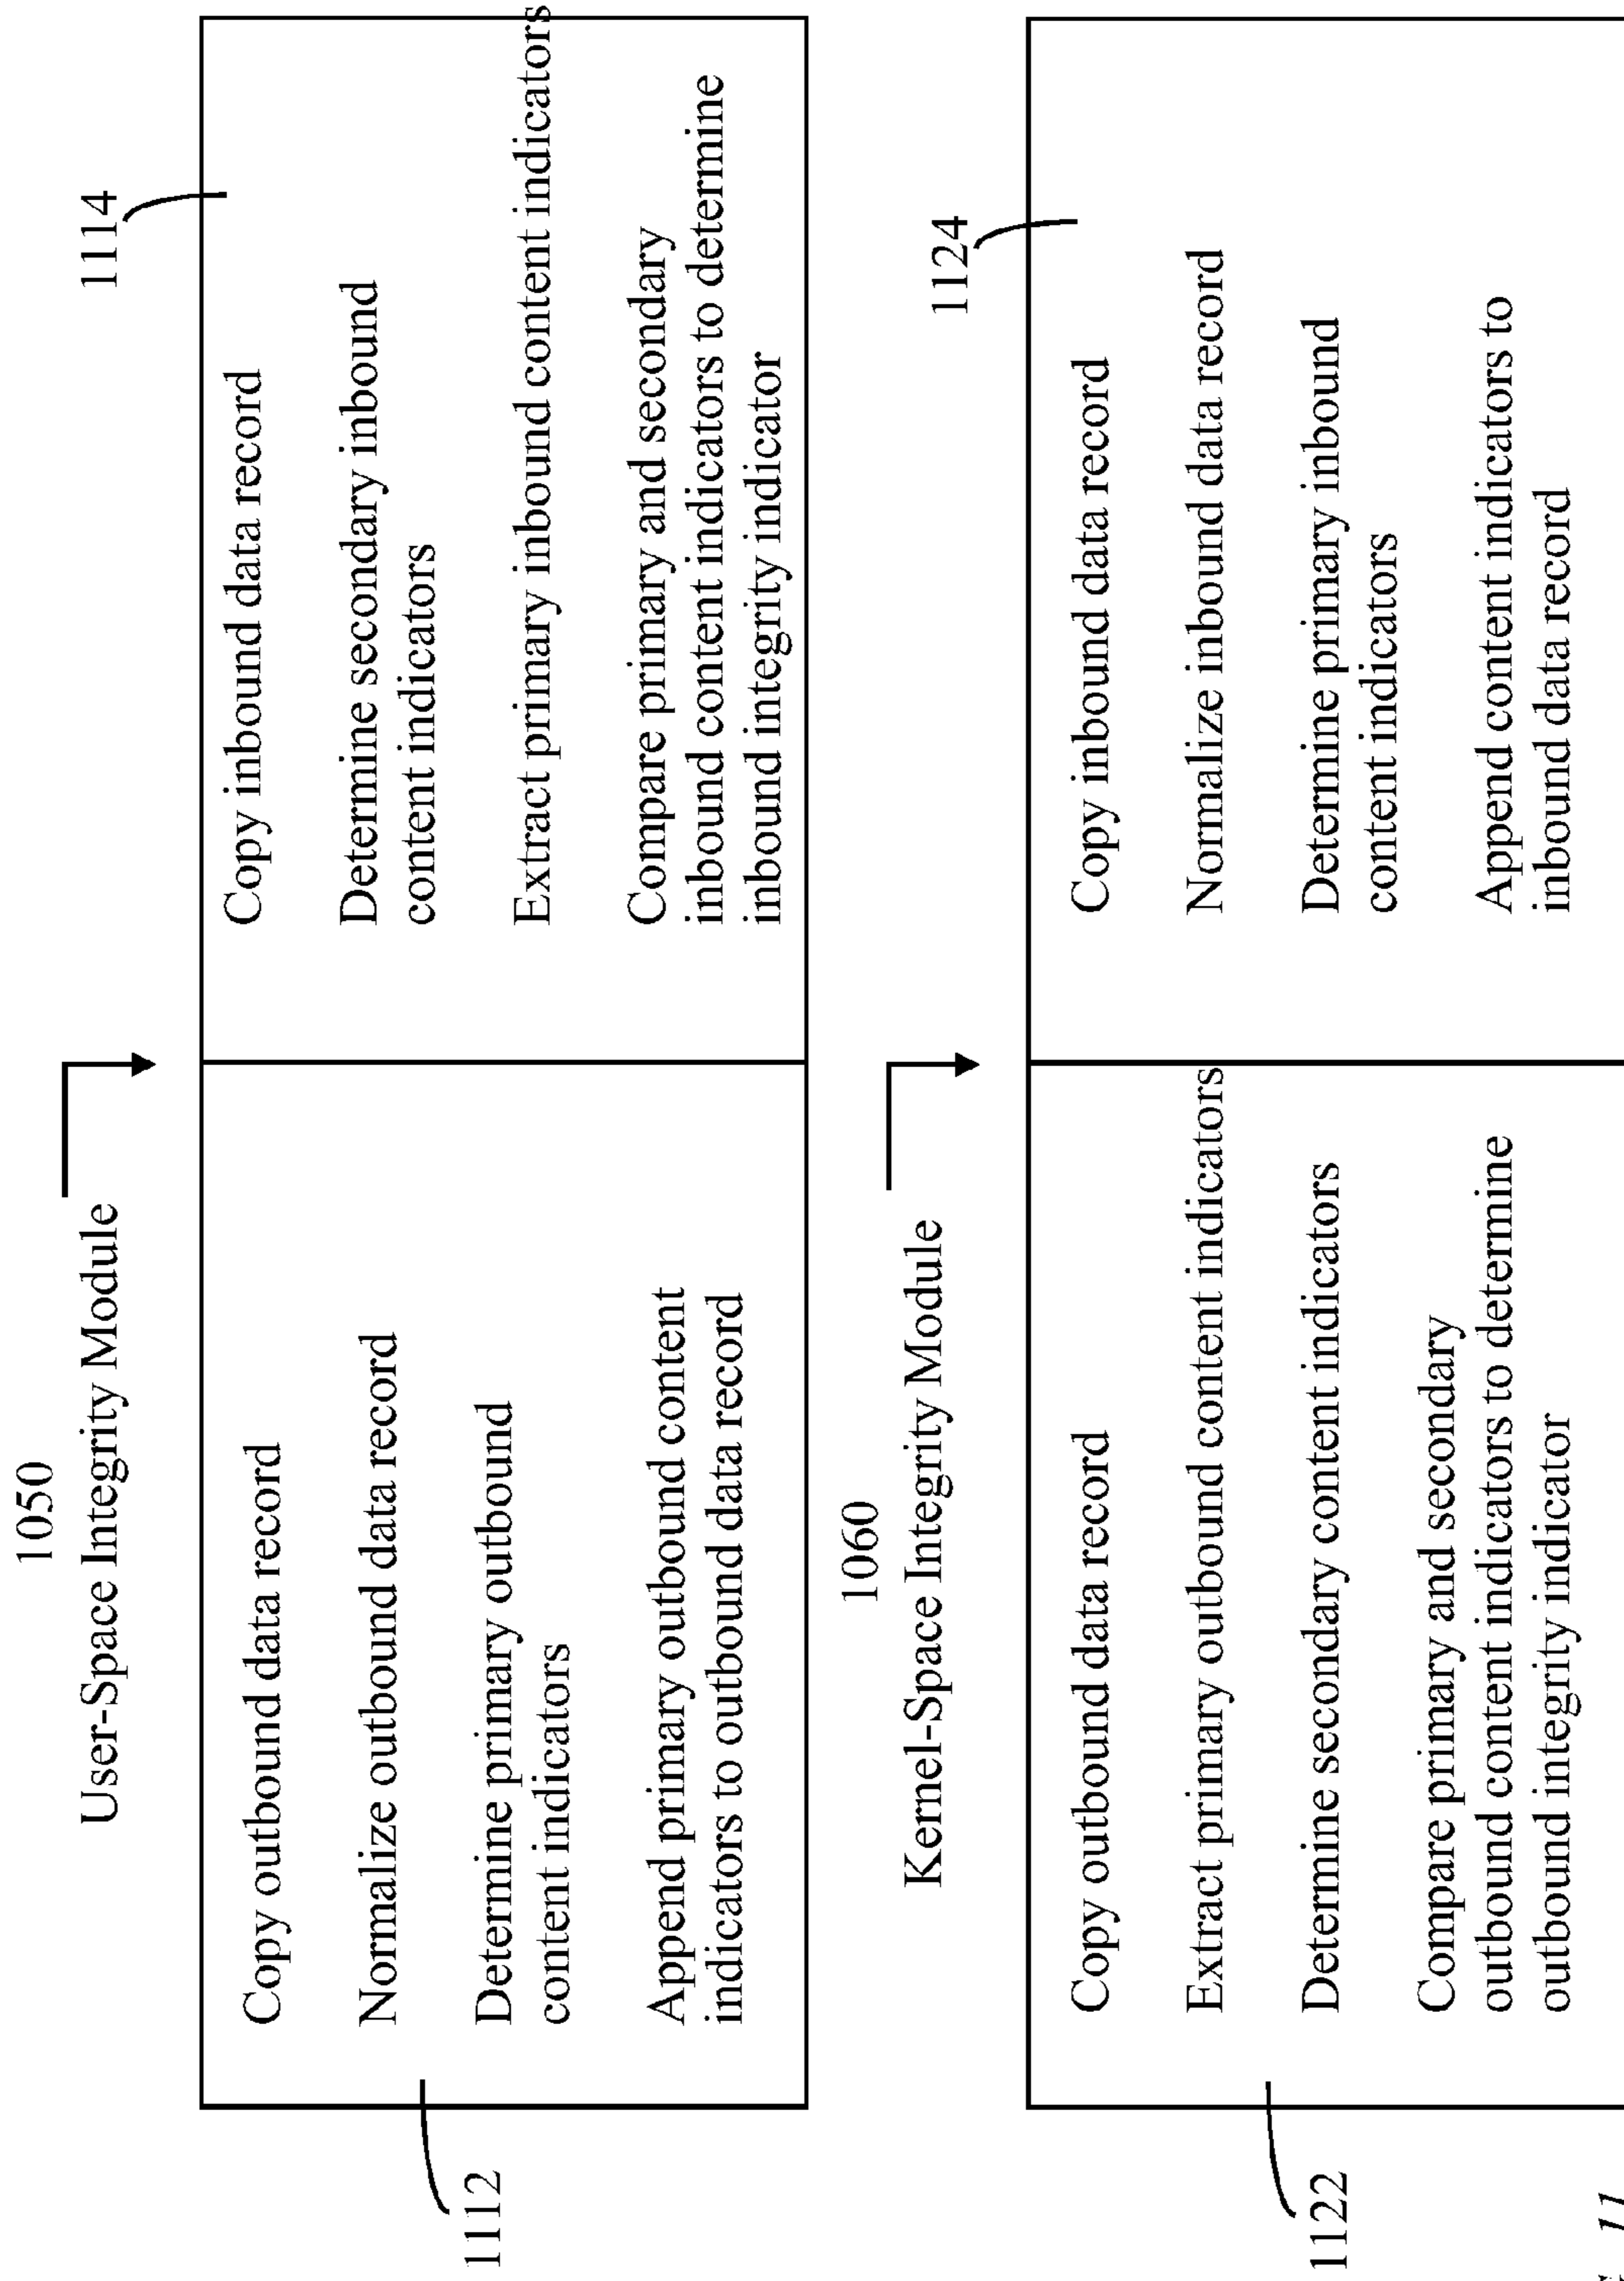 1050
User-Space Integrity Module
1114
1112
Copy outbound data record
Normalize outbound data record
Determine primary outbound
content indicators
Append primary outbound content
indicators to outbound data record
Copy inbound data record
Determine secondary inbound
content indicators
Extract primary inbound content indicators
Compare primary and secondary
inbound content indicators to determine
inbound integrity indicator
1060
Kernel-Space Integrity Module
1124
1122
Copy outbound data record
Extract primary outbound content indicators
Determine secondary content indicators
Compare primary and secondary
outbound content indicators to determine
outbound integrity indicator
Copy inbound data record
Normalize inbound data record
Determine primary inbound
content indicators
Append content indicators to
inbound data record
11